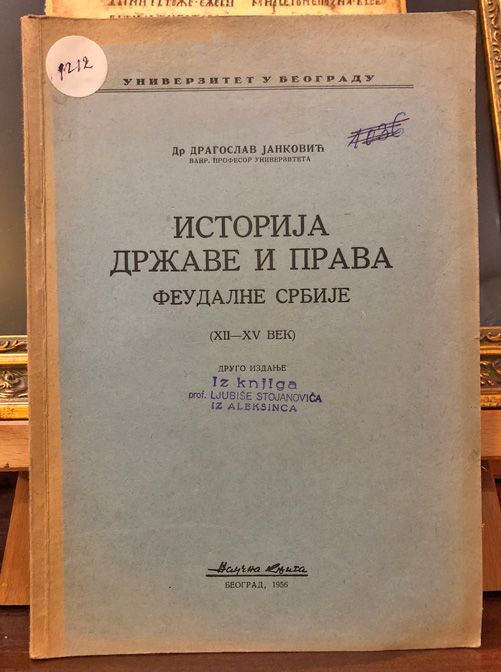 1212
УНИВЕРЗИТЕТ У БЕОГРАДУ
1036
Др ДРАГОСЛАВ ЈАНКОВИЋ
ВАНР. ПРОФЕСОР УНИВЕРЗИТЕТА
ИСТОРИЈА
ДРЖАВЕ И ПРАВА
ФЕУДАЛНЕ СРБИЈЕ
(XII—XV ВЕК)
ДРУГО ИЗДАЊЕ
Iz knjiga
prof. LJUBIŠE STOJANOVIĆA
IZ ALEKSINCA
Научна књига
БЕОГРАД, 1956